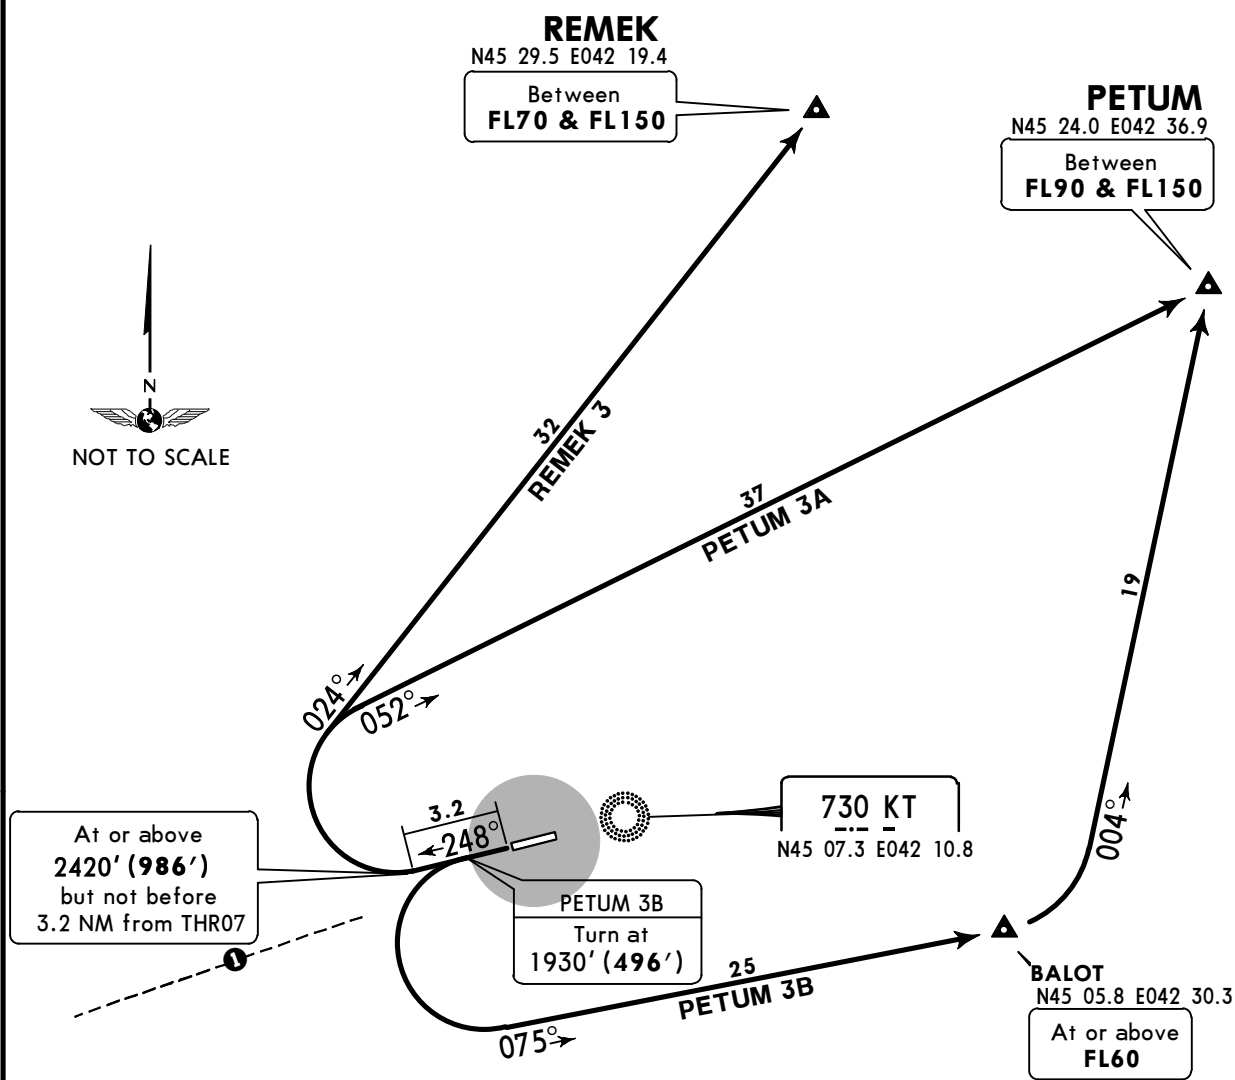 REMEK
N45 29.5 E042 19.4
Between
FL70 & FL150
PETUM
N45 24.0 E042 36.9
Between
FL90 & FL150
N
NOT TO SCALE
32
REMEK 3
37
PETUM 3A
19
024°
052°
004°
At or above
2420' (986')
but not before
3.2 NM from THR07
3.2
248°
730 KT
N45 07.3 E042 10.8
PETUM 3B
Turn at
1930' (496')
1
25
PETUM 3B
075°
BALOT
N45 05.8 E042 30.3
At or above
FL60